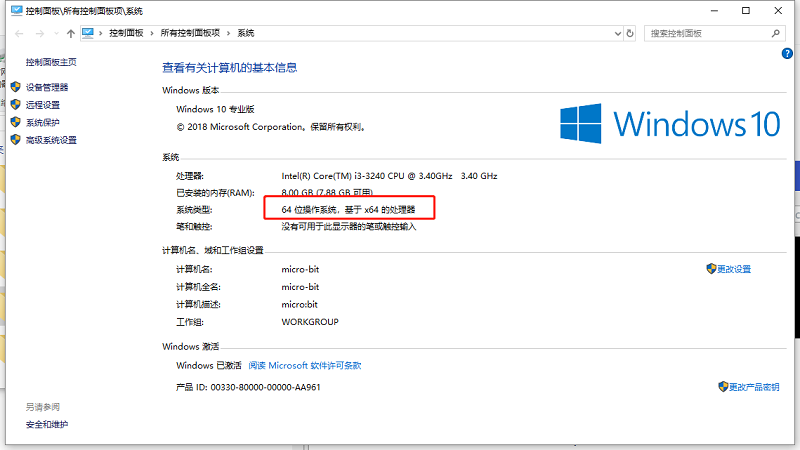 控制面板\所有控制面板项\系统
控制面板 所有控制面板项 系统
搜索控制面板
控制面板主页
设备管理器
远程设置
系统保护
高级系统设置
查看有关计算机的基本信息
Windows 版本
Windows 10 专业版
© 2018 Microsoft Corporation。保留所有权利。
Windows 10
系统
处理器: Intel(R) Core(TM) i3-3240 CPU @ 3.40GHz 3.40 GHz
已安装的内存(RAM): 8.00 GB (7.88 GB 可用)
系统类型: 64 位操作系统，基于 x64 的处理器
笔和触控: 没有可用于此显示器的笔或触控输入
计算机名、域和工作组设置
计算机名: micro-bit
更改设置
计算机全名: micro-bit
计算机描述: micro:bit
工作组: WORKGROUP
Windows 激活
Windows 已激活 阅读 Microsoft 软件许可条款
产品 ID: 00330-80000-00000-AA961
更改产品密钥
另请参阅
安全和维护